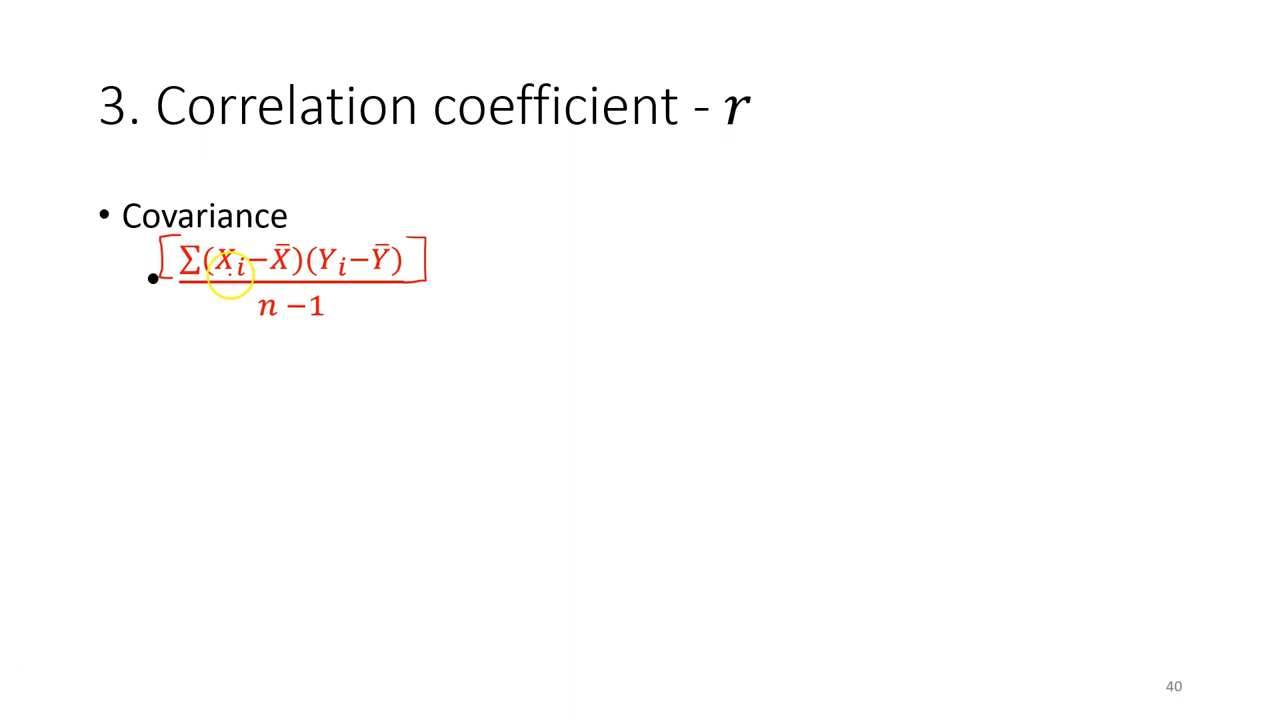 3. Correlation coefficient - r
• Covariance
• [∑(Xᵢ−X̄)(Yᵢ−Ȳ)]
n −1
40